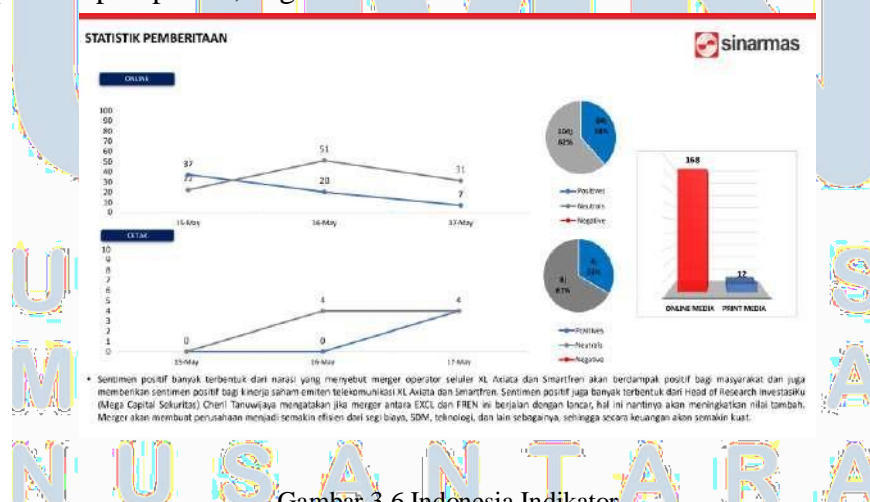 STATISTIK PEMBERITAAN
sinarmas
ONLINE
100
90
80
70
60
50
40
30
20
10
0
37
51
20
31
7
15-May
16-May
17-May
62%
Positives
Neutrals
Negative
CETAK
10
9
8
7
6
5
4
3
2
1
0
0
4
0
4
15-May
16-May
17-May
67%
Positives
Neutrals
Negative
168
12
ONLINE MEDIA
PRINT MEDIA
• Sentimen positif banyak terbentuk dari narasi yang menyebut merger operator seluler XL Axiata dan Smartfren akan berdampak positif bagi masyarakat dan juga
memberikan sentimen positif bagi kinerja saham emiten telekomunikasi XL Axiata dan Smartfren. Sentimen positif juga banyak terbentuk dari Head of Research InvestasiKu
(Mega Capital Sekuritas) Cheril Tanuwijaya mengatakan jika merger antara EXCL dan FREN ini berjalan dengan lancar, hal ini nantinya akan meningkatkan nilai tambah.
Merger akan membuat perusahaan menjadi semakin efisien dari segi biaya, SDM, teknologi, dan lain sebagainya, sehingga secara keuangan akan semakin kuat.
U
S
M
A
N U S A N T A R A
Gambar 3.6 Indonesia Indikator